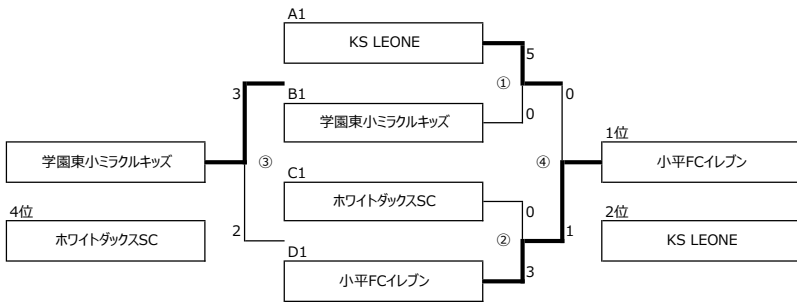 A1
KS LEONE
5
①
3
0
B1
0
学園東小ミラクルキッズ
1位
学園東小ミラクルキッズ
③
④
小平FCイレブン
C1
ホワイトダックスSC
4位
0
2位
2
②
1
ホワイトダックスSC
KS LEONE
D1
小平FCイレブン
3